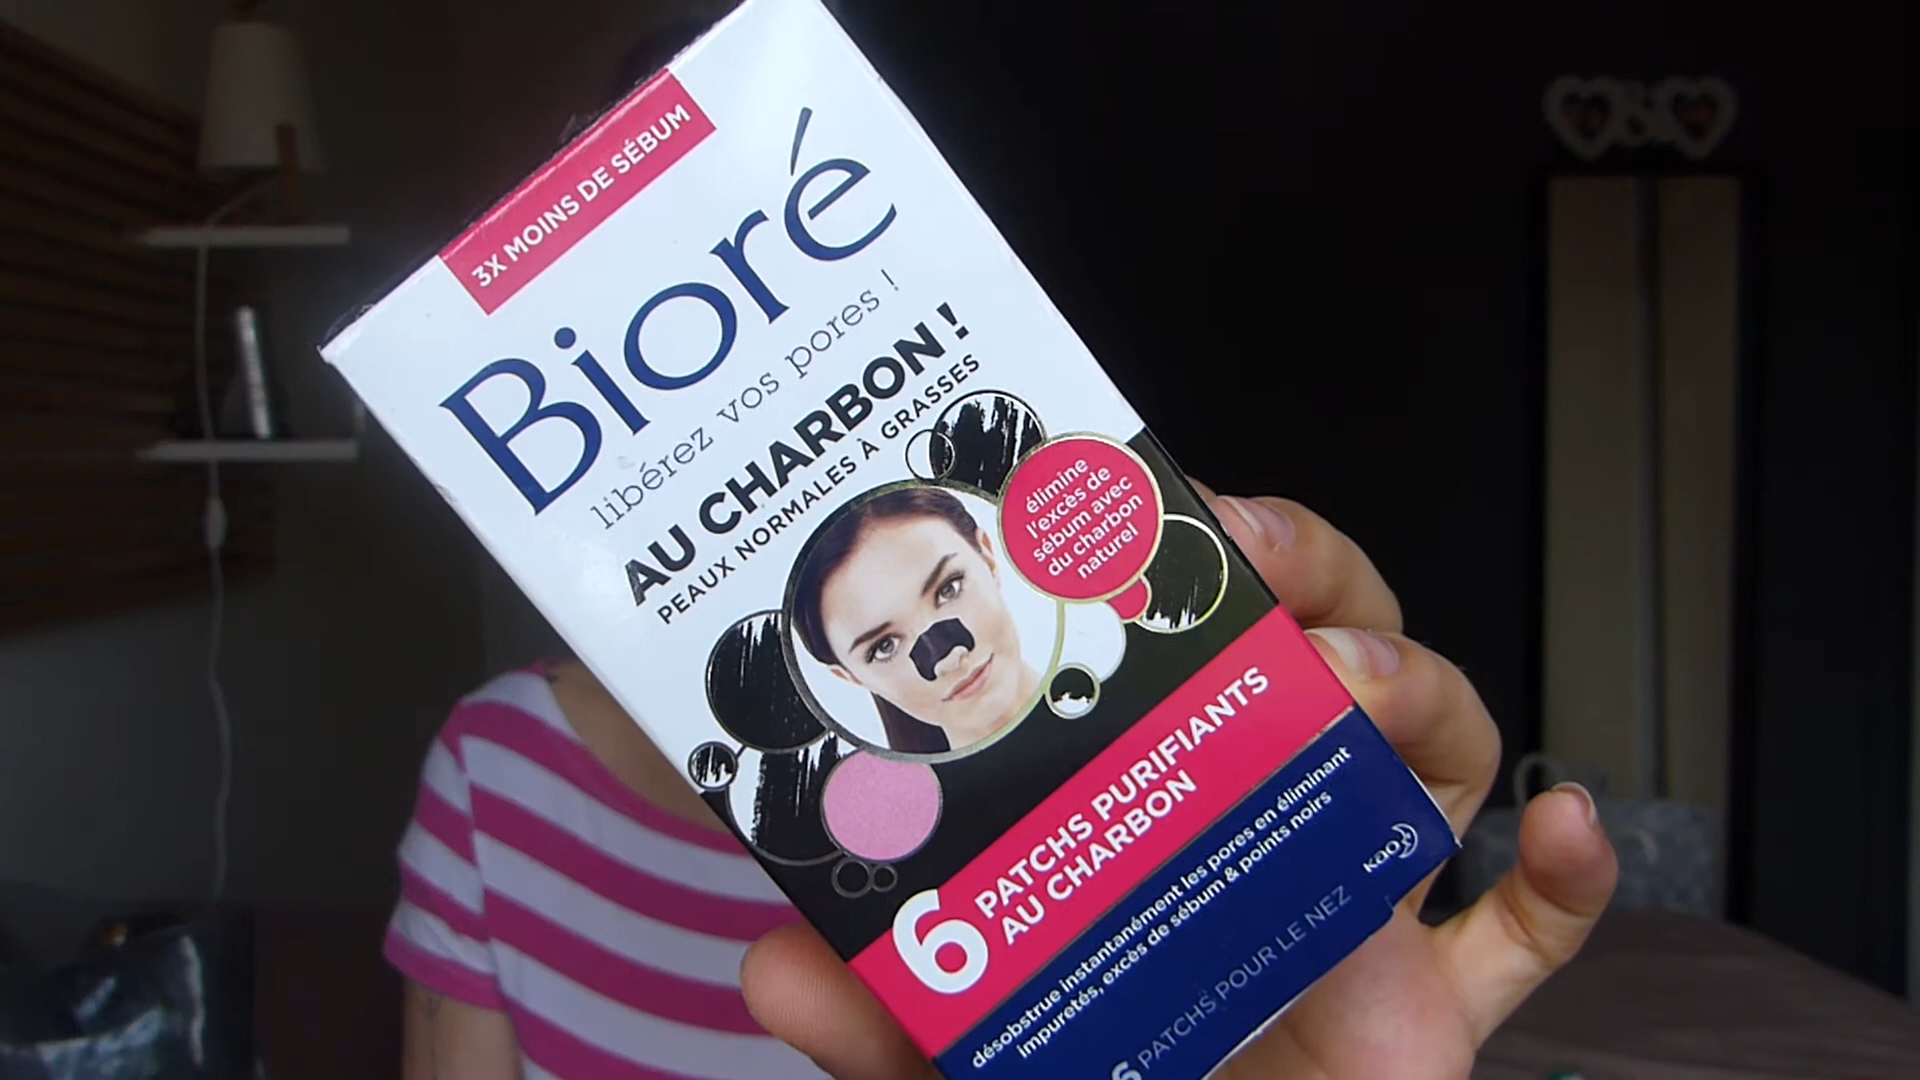 3X MOINS DE SÉBUM
Bioré
libérez vos pores !
AU CHARBON !
PEAUX NORMALES À GRASSES
élimine
l'excès de
sébum avec
du charbon
naturel
6 PATCHS PURIFIANTS
AU CHARBON
désobstrue instantanément les pores en éliminant
impuretés, excès de sébum & points noirs
Kao
6 PATCHS POUR LE NEZ